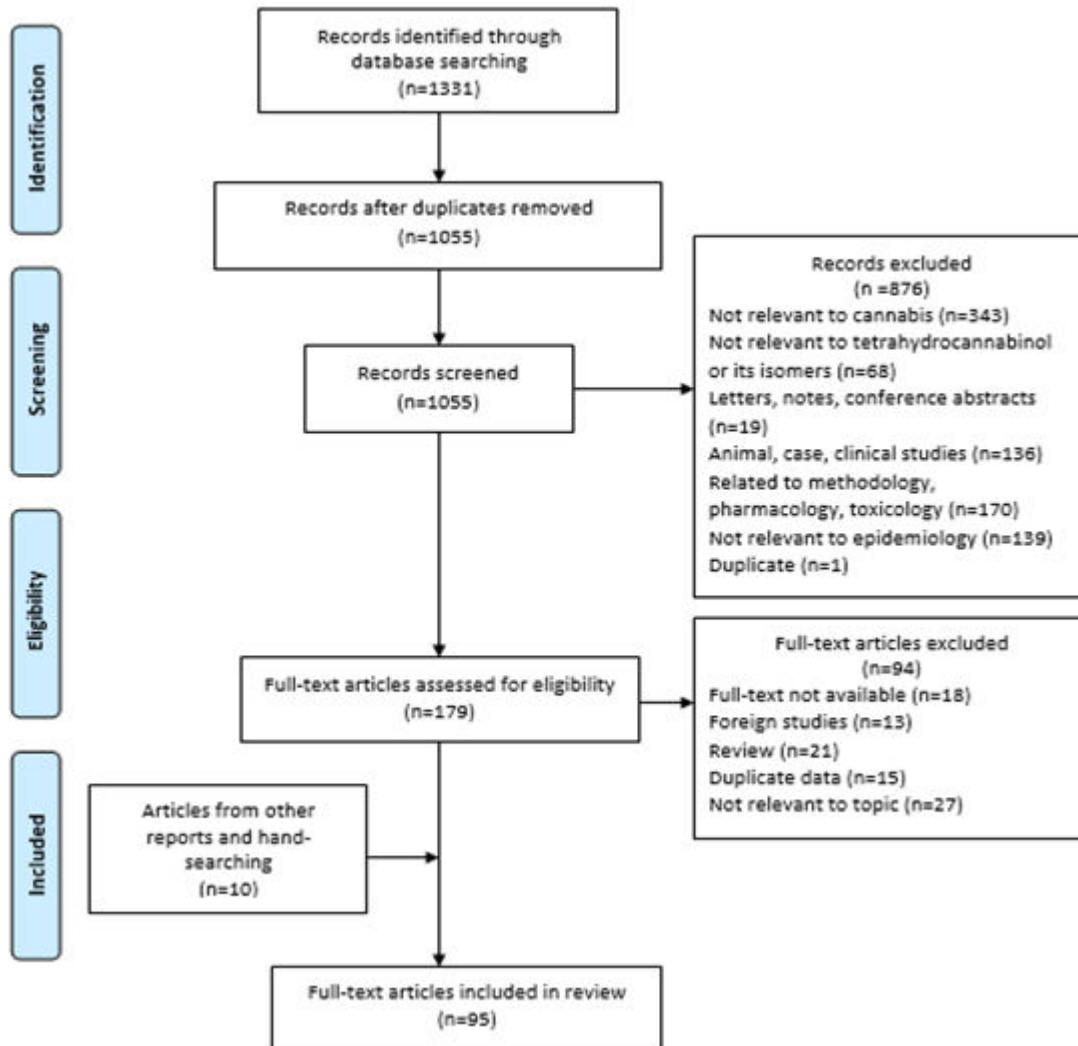 Identification
Records identified through
database searching
(n=1331)
Records after duplicates removed
(n=1055)
Screening
Records screened
(n=1055)
Records excluded
(n =876)
Not relevant to cannabis (n=343)
Not relevant to tetrahydrocannabinol
or its isomers (n=68)
Letters, notes, conference abstracts
(n=19)
Animal, case, clinical studies (n=136)
Related to methodology,
pharmacology, toxicology (n=170)
Not relevant to epidemiology (n=139)
Duplicate (n=1)
Eligibility
Full-text articles assessed for eligibility
(n=179)
Full-text articles excluded
(n=94)
Full-text not available (n=18)
Foreign studies (n=13)
Review (n=21)
Duplicate data (n=15)
Not relevant to topic (n=27)
Included
Articles from other
reports and hand-
searching
(n=10)
Full-text articles included in review
(n=95)